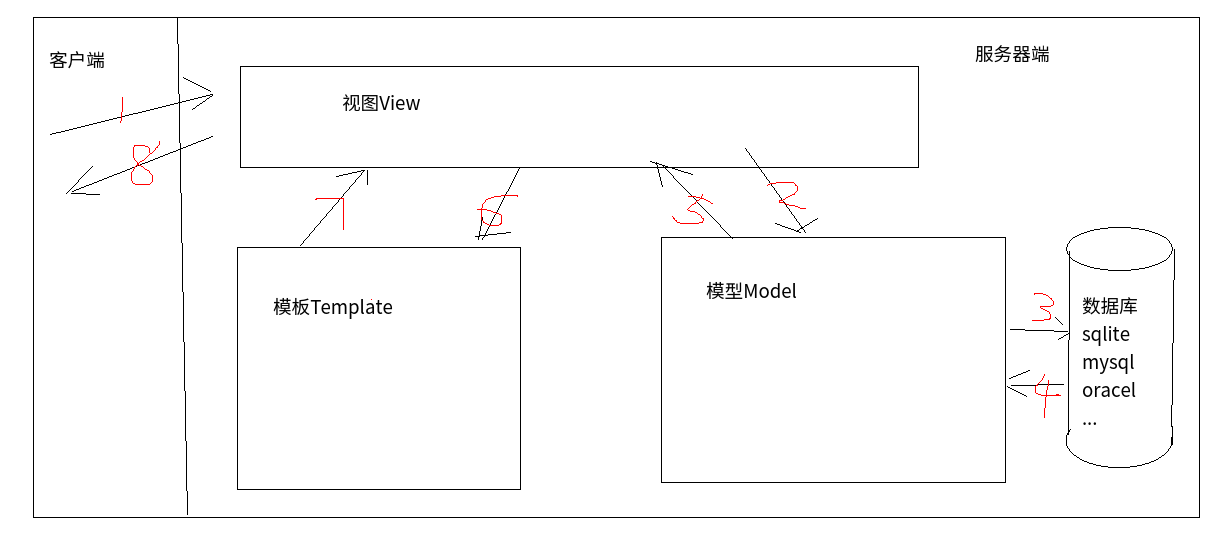 客户端
服务器端
视图View
1
8
7
6
5
2
模板Template
模型Model
3
4
数据库
sqlite
mysql
oracel
...